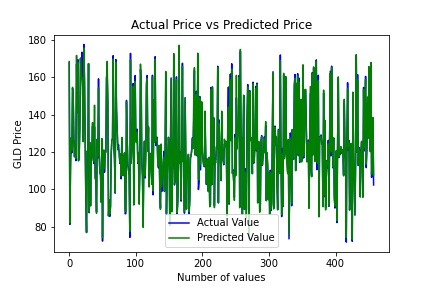 Actual Price vs Predicted Price
180
160
140
120
100
80
GLD Price
Actual Value
Predicted Value
0
100
200
300
400
Number of values